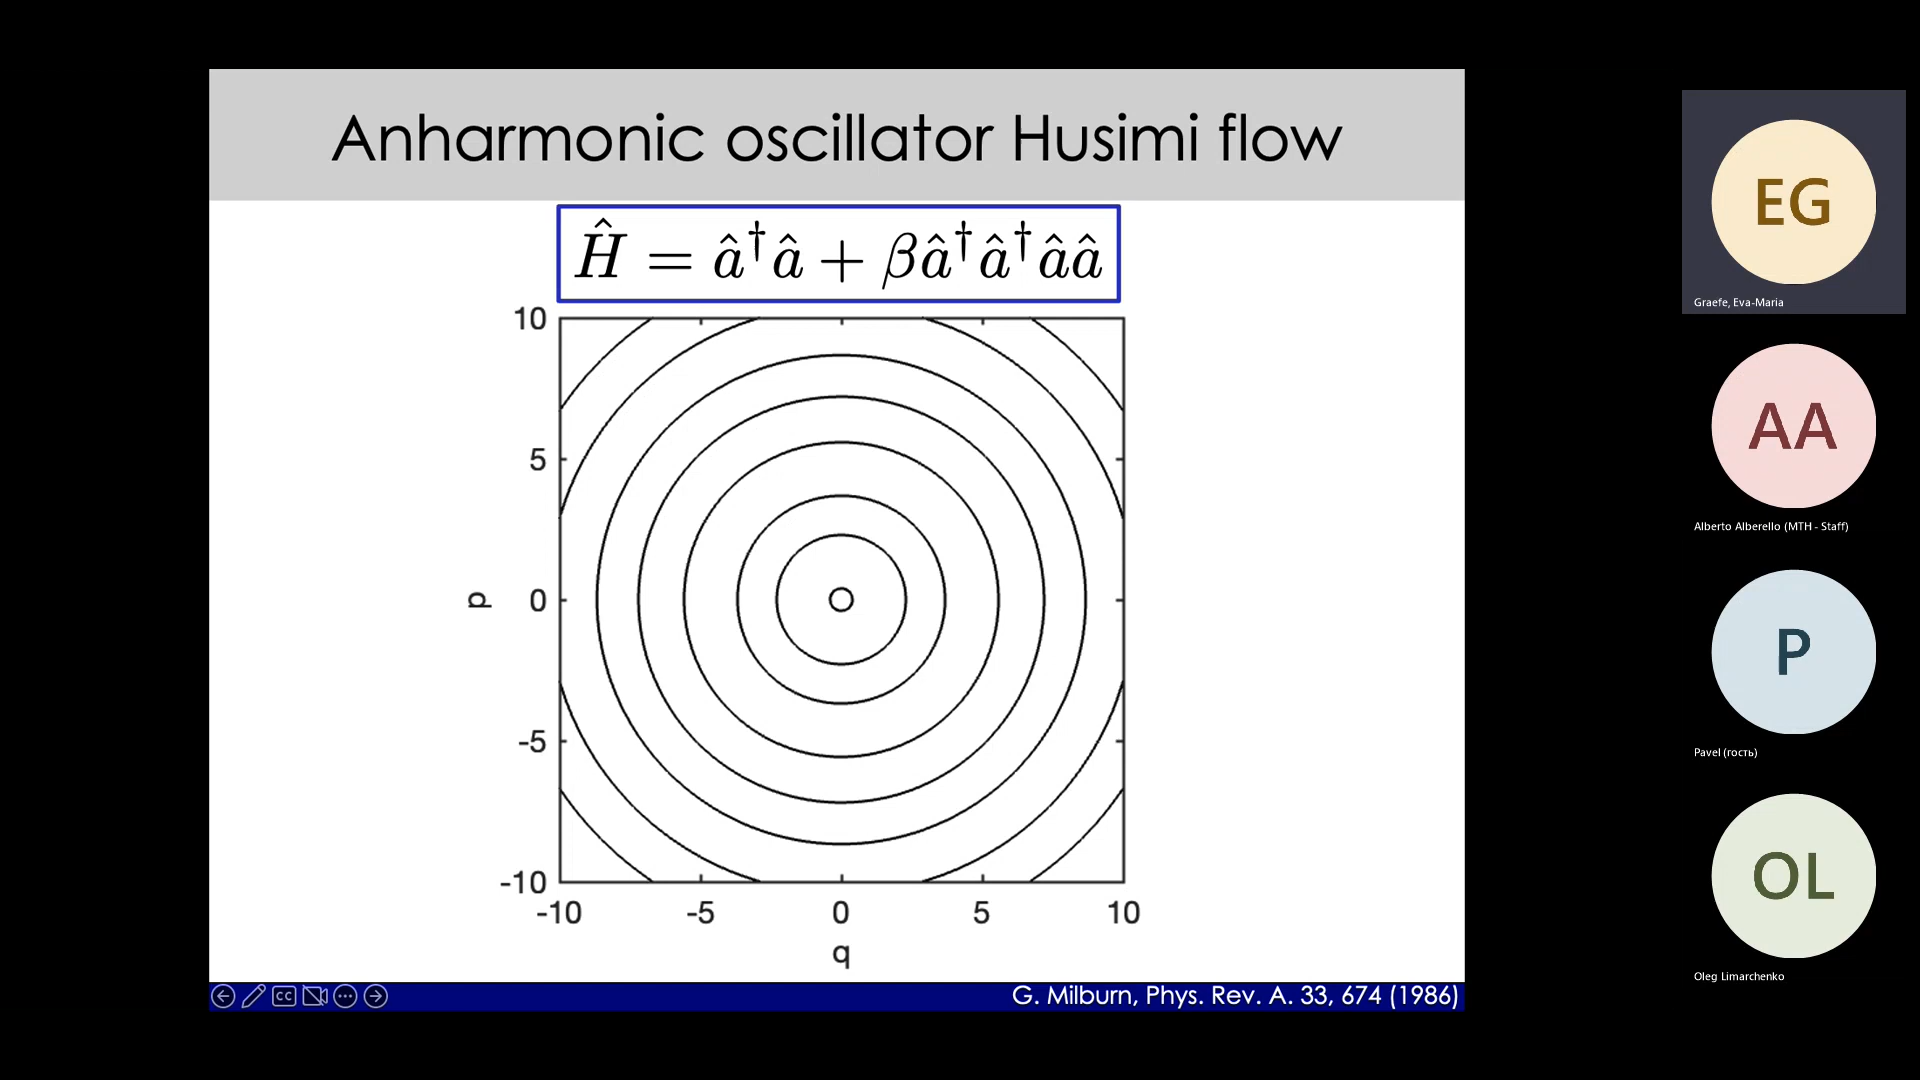 Anharmonic oscillator Husimi flow
Ĥ = â†â + βâ†â†ââ
10
5
0
-5
-10
p
-10 -5 0 5 10
q
CC
G. Milburn, Phys. Rev. A. 33, 674 (1986)
EG
Graefe, Eva-Maria
AA
Alberto Alberello (MTH - Staff)
P
Pavel (гость)
OL
Oleg Limarchenko